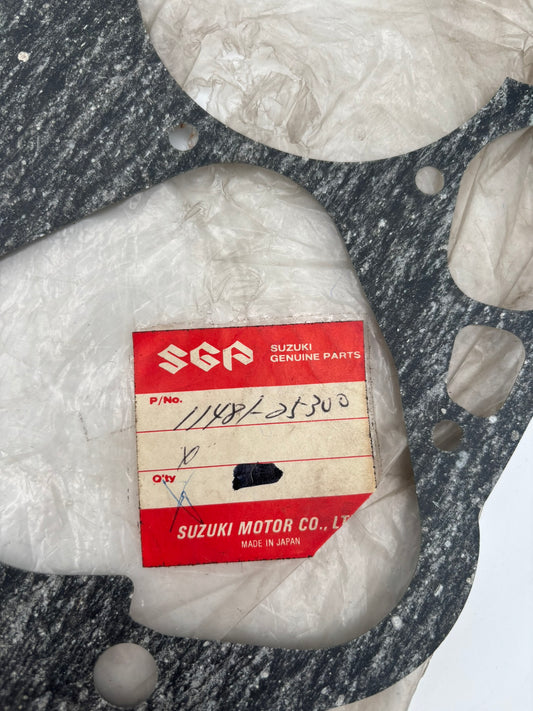 SGP SUZUKI
GENUINE PARTS
P/No.
11481-25300
Q'ty
SUZUKI MOTOR CO., LT
MADE IN JAPAN